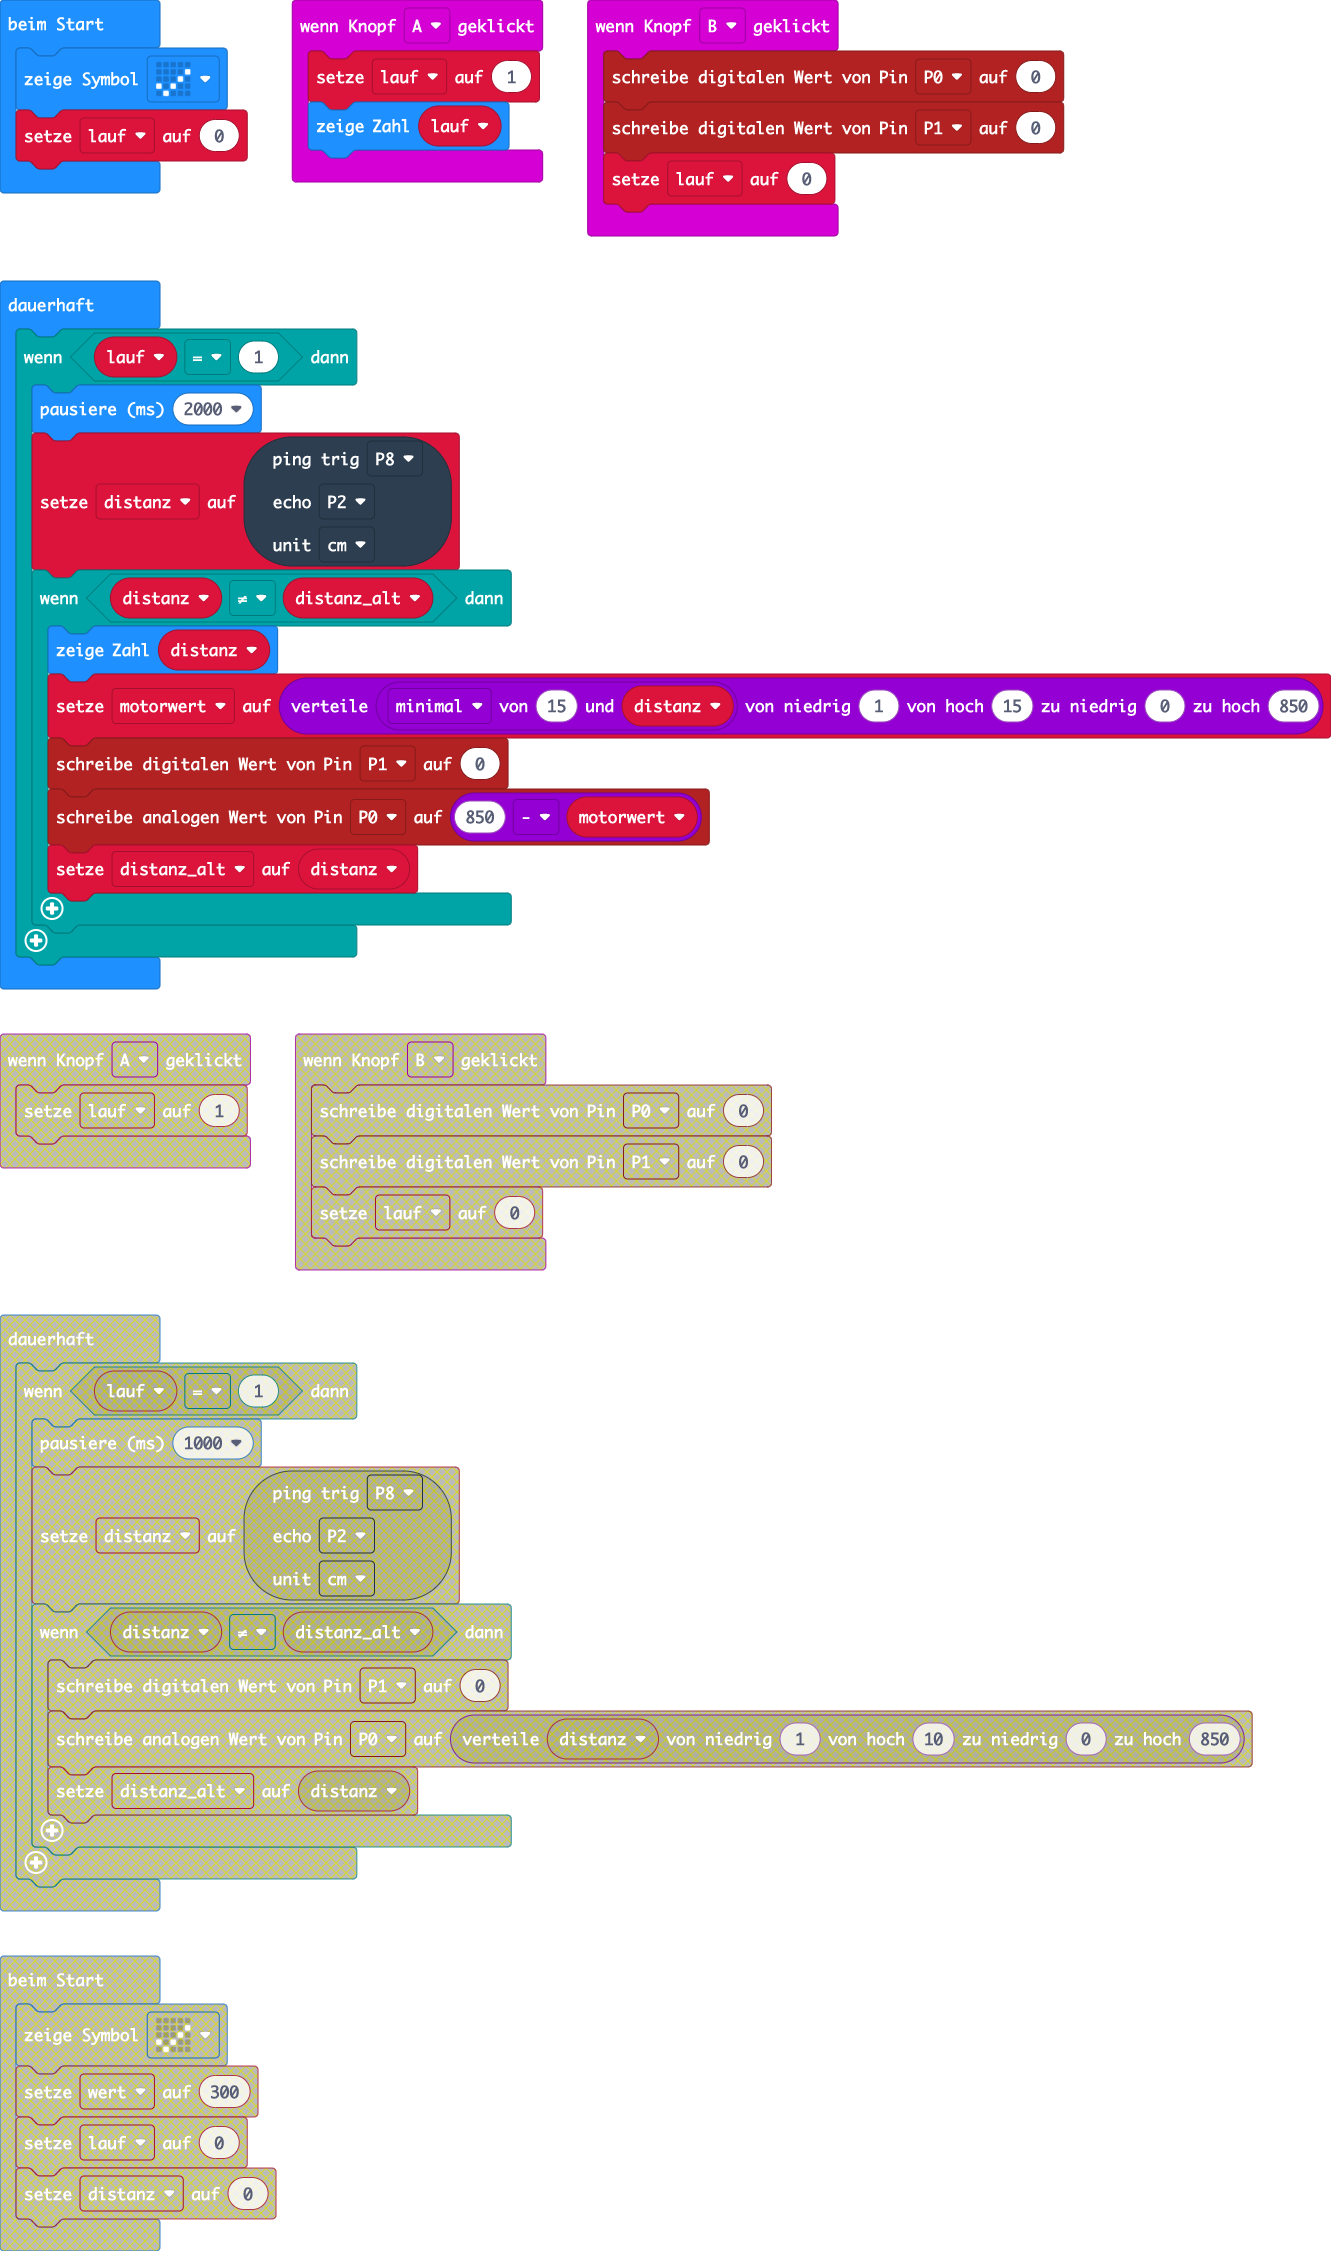 beim Start
zeige Symbol
setze lauf auf 0
wenn Knopf A geklickt
setze lauf auf 1
zeige Zahl lauf
wenn Knopf B geklickt
schreibe digitalen Wert von Pin P0 auf 0
schreibe digitalen Wert von Pin P1 auf 0
setze lauf auf 0
dauerhaft
wenn lauf = 1 dann
pausiere (ms) 2000
ping trig P8
setze distanz auf echo P2
unit cm
wenn distanz ≠ distanz_alt dann
zeige Zahl distanz
setze motorwert auf verteile minimal von 15 und distanz von niedrig 1 von hoch 15 zu niedrig 0 zu hoch 850
schreibe digitalen Wert von Pin P1 auf 0
schreibe analogen Wert von Pin P0 auf 850 - motorwert
setze distanz_alt auf distanz
wenn Knopf A geklickt
setze lauf auf 1
wenn Knopf B geklickt
schreibe digitalen Wert von Pin P0 auf 0
schreibe digitalen Wert von Pin P1 auf 0
setze lauf auf 0
dauerhaft
wenn lauf = 1 dann
pausiere (ms) 1000
ping trig P8
setze distanz auf echo P2
unit cm
wenn distanz ≠ distanz_alt dann
schreibe digitalen Wert von Pin P1 auf 0
schreibe analogen Wert von Pin P0 auf verteile distanz von niedrig 1 von hoch 10 zu niedrig 0 zu hoch 850
setze distanz_alt auf distanz
beim Start
zeige Symbol
setze wert auf 300
setze lauf auf 0
setze distanz auf 0